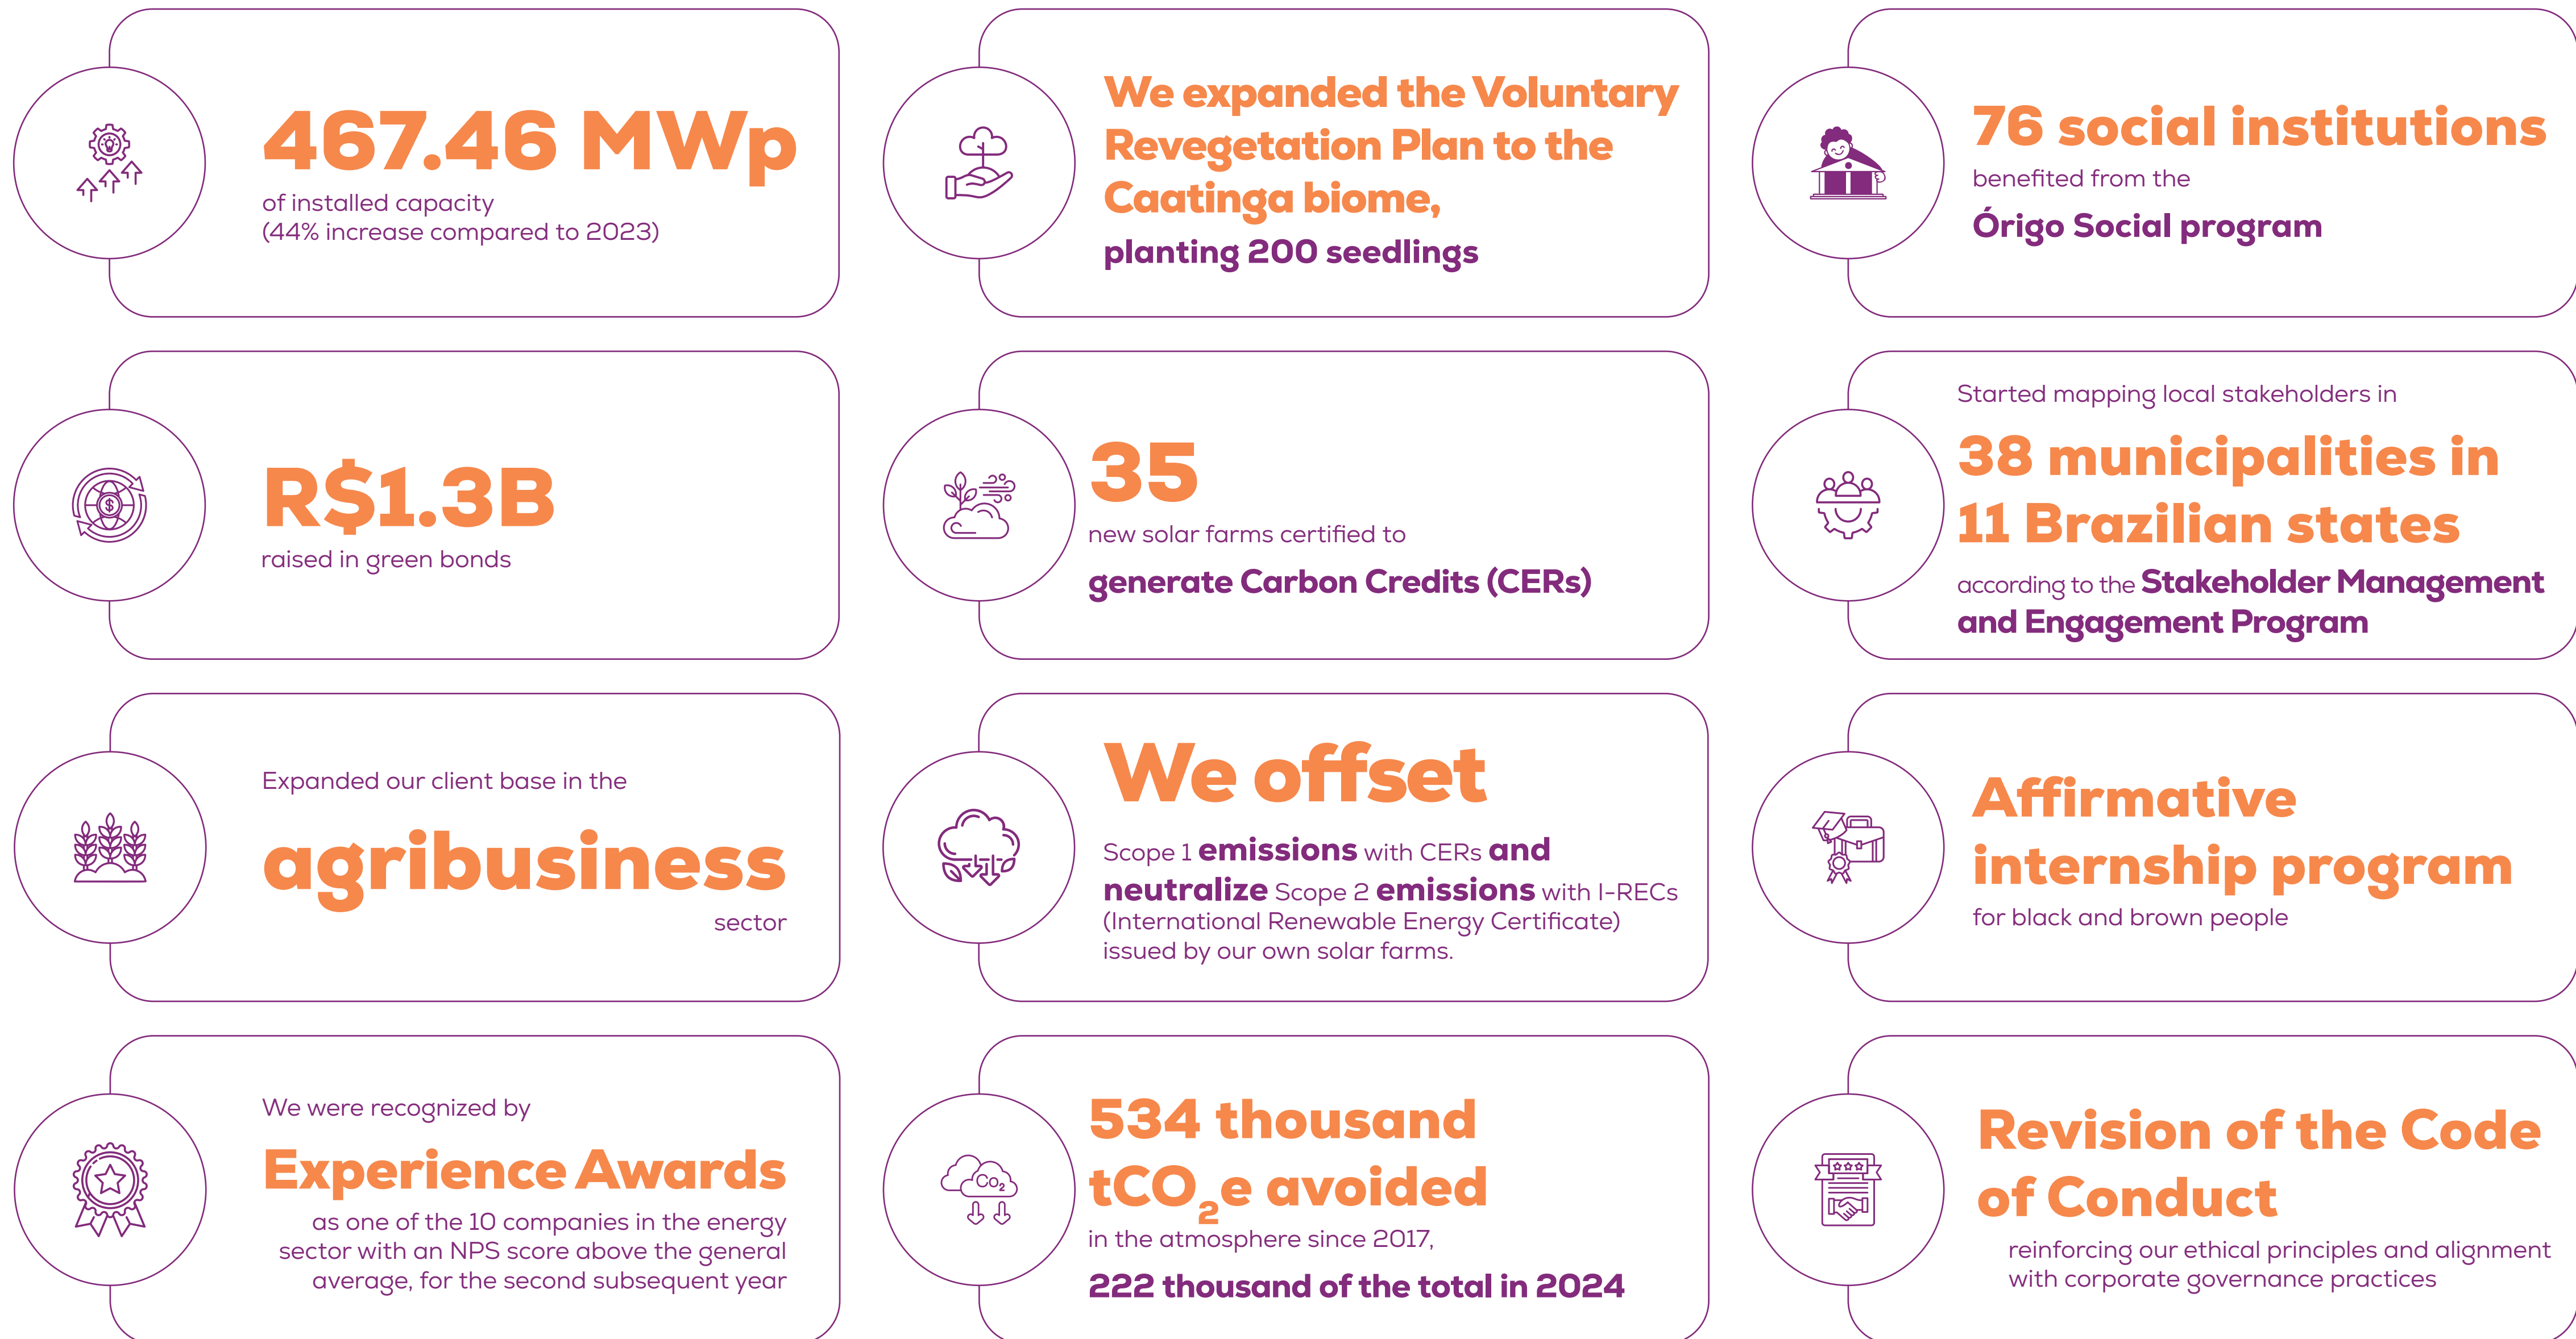 467.46 MWp
of installed capacity
(44% increase compared to 2023)
We expanded the Voluntary
Revegetation Plan to the
Caatinga biome,
planting 200 seedlings
76 social institutions
benefited from the
Órigo Social program
R$1.3B
raised in green bonds
35
new solar farms certified to
generate Carbon Credits (CERs)
Started mapping local stakeholders in
38 municipalities in
11 Brazilian states
according to the Stakeholder Management
and Engagement Program
Expanded our client base in the
agribusiness
sector
We offset
Scope 1 emissions with CERs and
neutralize Scope 2 emissions with I-RECs
(International Renewable Energy Certificate)
issued by our own solar farms.
Affirmative
internship program
for black and brown people
We were recognized by
Experience Awards
as one of the 10 companies in the energy
sector with an NPS score above the general
average, for the second subsequent year
534 thousand
tCO₂e avoided
in the atmosphere since 2017,
222 thousand of the total in 2024
Co₂
Revision of the Code
of Conduct
reinforcing our ethical principles and alignment
with corporate governance practices